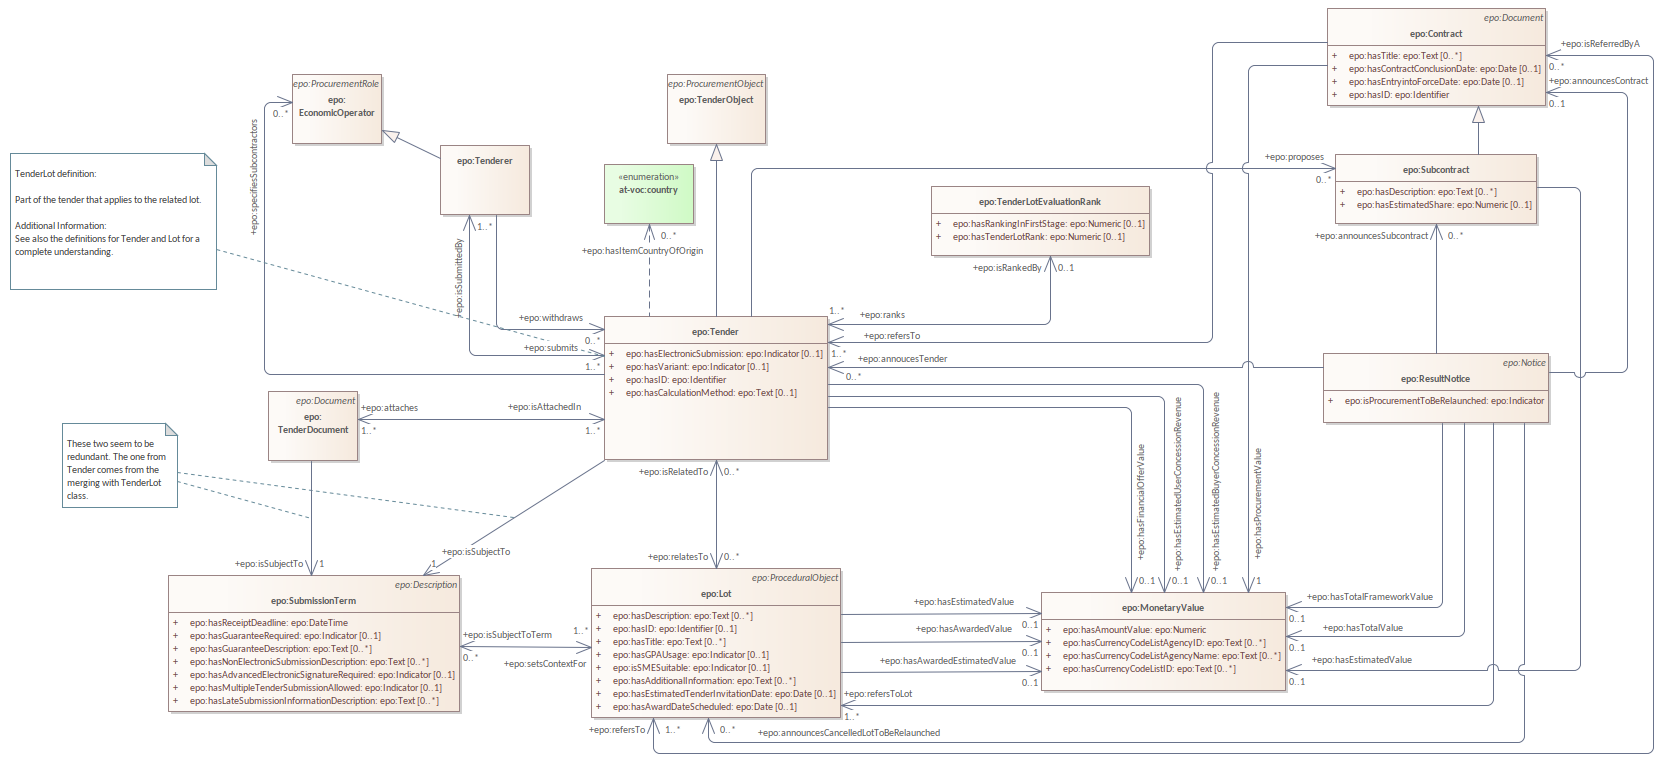 epo:Document
epo:Contract
+ epo:hasTitle: epo:Text [0..*]
+ epo:hasContractConclusionDate: epo:Date [0..1]
+ epo:hasEntryintoForceDate: epo:Date [0..1]
+ epo:hasID: epo:Identifier
+epo:isReferredByA
0..*
+epo:announcesContract
0..1
epo:ProcurementRole
epo:
EconomicOperator
0..*
+epo:specifiesSubcontractors
epo:ProcurementObject
epo:TenderObject
epo:Tenderer
«enumeration»
at-voc:country
0..*
+epo:hasItemCountryOfOrigin
+epo:proposes
0..*
epo:Subcontract
+ epo:hasDescription: epo:Text [0..*]
+ epo:hasEstimatedShare: epo:Numeric [0..1]
+epo:announcesSubcontract
0..*
TenderLot definition:
Part of the tender that applies to the related lot.
Additional Information:
See also the definitions for Tender and Lot for a
complete understanding.
epo:TenderLotEvaluationRank
+ epo:hasRankingInFirstStage: epo:Numeric [0..1]
+ epo:hasTenderLotRank: epo:Numeric [0..1]
+epo:isRankedBy
0..1
1..*
+epo:isSubmittedBy
+epo:withdraws
0..*
+epo:submits
1..*
epo:Tender
+ epo:hasElectronicSubmission: epo:Indicator [0..1]
+ epo:hasVariant: epo:Indicator [0..1]
+ epo:hasID: epo:Identifier
+ epo:hasCalculationMethod: epo:Text [0..1]
1..*
+epo:ranks
+epo:refersTo
1..*
+epo:annoucesTender
0..*
epo:Notice
epo:ResultNotice
+ epo:isProcurementToBeRelaunched: epo:Indicator
epo:Document
epo:
TenderDocument
+epo:attaches
1..*
+epo:isAttachedIn
1..*
These two seem to be
redundant. The one from
Tender comes from the
merging with TenderLot
class.
+epo:isRelatedTo
0..*
+epo:hasFinancialOfferValue
+epo:hasEstimatedUserConcessionRevenue
+epo:hasEstimatedBuyerConcessionRevenue
+epo:hasProcurementValue
0..1
0..1
0..1
1
+epo:isSubjectTo
1
+epo:isSubjectTo
1
+epo:relatesTo
0..*
epo:Description
epo:SubmIssionTerm
+ epo:hasReceiptDeadline: epo:DateTime
+ epo:hasGuaranteeRequired: epo:Indicator [0..1]
+ epo:hasGuaranteeDescription: epo:Text [0..*]
+ epo:hasNonElectronicSubmissionDescription: epo:Text [0..*]
+ epo:hasAdvancedElectronicSignatureRequired: epo:Indicator [0..1]
+ epo:hasMultipleTenderSubmissionAllowed: epo:Indicator [0..1]
+ epo:hasLateSubmissionInformationDescription: epo:Text [0..*]
+epo:isSubjectToTerm
0..*
1..*
+epo:setsContextFor
epo:ProceduralObject
epo:Lot
+ epo:hasDescription: epo:Text [0..*]
+ epo:hasID: epo:Identifier [0..1]
+ epo:hasTitle: epo:Text [0..*]
+ epo:hasGPAUsage: epo:Indicator [0..1]
+ epo:isSMESuitable: epo:Indicator [0..1]
+ epo:hasAdditionalInformation: epo:Text [0..*]
+ epo:hasEstimatedTenderInvitationDate: epo:Date [0..1]
+ epo:hasAwardDateScheduled: epo:Date [0..1]
+epo:hasEstimatedValue
0..1
+epo:hasAwardedValue
0..1
+epo:hasAwardedEstimatedValue
0..1
epo:MonetaryValue
+ epo:hasAmountValue: epo:Numeric
+ epo:hasCurrencyCodeListAgencyID: epo:Text [0..*]
+ epo:hasCurrencyCodeListAgencyName: epo:Text [0..*]
+ epo:hasCurrencyCodeListID: epo:Text [0..*]
+epo:hasTotalFrameworkValue
0..1
+epo:hasTotalValue
0..1
+epo:hasEstimatedValue
0..1
+epo:refersToLot
1..*
+epo:refersTo
1..*
0..*
+epo:announcesCancelledLotToBeRelaunched